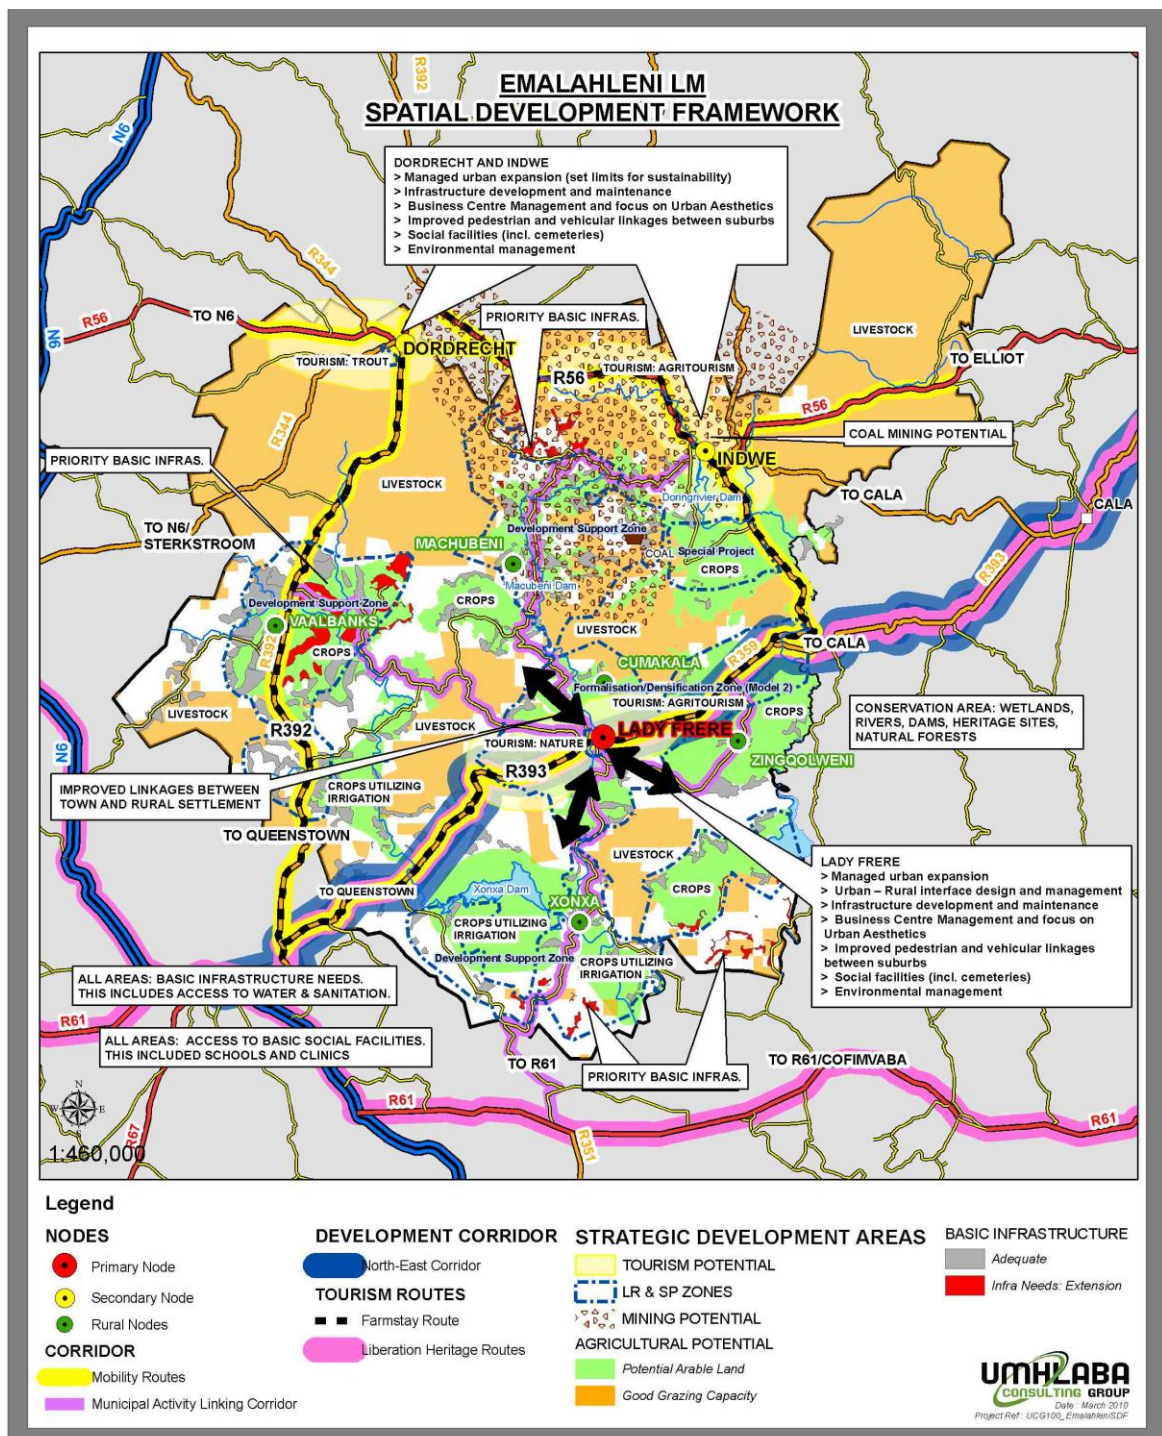 EMALAHLENI LM
SPATIAL DEVELOPMENT FRAMEWORK
R392
N6
DORDRECHT AND INDWE
> Managed urban expansion (set limits for sustainability)
> Infrastructure development and maintenance
> Business Centre Management and focus on Urban Aesthetics
> Improved pedestrian and vehicular linkages between suburbs
> Social facilities (incl. cemeteries)
> Environmental management
R344
R56
TO N6
N6
PRIORITY BASIC INFRAS.
LIVESTOCK
DORDRECHT
TOURISM: TROUT
R56
TOURISM: AGRITOURISM
TO ELLIOT
R56
R344
COAL MINING POTENTIAL
PRIORITY BASIC INFRAS.
INDWE
LIVESTOCK
Doringrivier Dam
TO CALA
CALA
TO N6/
STERKSTROOM
Development Support Zone
MACHUBENI
COAL
Special Project
CROPS
R393
Macubeni Dam
CROPS
Development Support Zone
VAALBANKS
LIVESTOCK
R392
CROPS
R359
TO CALA
CUMAKALA
Formalisation/Densification Zone (Model 2)
TOURISM: AGRITOURISM
CONSERVATION AREA: WETLANDS,
RIVERS, DAMS, HERITAGE SITES,
NATURAL FORESTS
LIVESTOCK
LIVESTOCK
CROPS
R392
TOURISM: NATURE
LADY FRERE
N6
ZINGQOLWENI
R393
IMPROVED LINKAGES BETWEEN
TOWN AND RURAL SETTLEMENT
CROPS UTILIZING
IRRIGATION
TO QUEENSTOWN
LIVESTOCK
LADY FRERE
> Managed urban expansion
> Urban – Rural interface design and management
> Infrastructure development and maintenance
> Business Centre Management and focus on
Urban Aesthetics
> Improved pedestrian and vehicular linkages
between suburbs
> Social facilities (incl. cemeteries)
> Environmental management
TO QUEENSTOWN
Xonxa Dam
CROPS
XONXA
CROPS UTILIZING
IRRIGATION
Development Support Zone
CROPS UTILIZING
IRRIGATION
ALL AREAS: BASIC INFRASTRUCTURE NEEDS.
THIS INCLUDES ACCESS TO WATER & SANITATION.
R61
ALL AREAS: ACCESS TO BASIC SOCIAL FACILITIES.
THIS INCLUDED SCHOOLS AND CLINICS
TO R61
TO R61/COFIMVABA
PRIORITY BASIC INFRAS.
N
W
E
S
R61
R61
R67
R351
1:460,000
Legend
NODES
Primary Node
Secondary Node
Rural Nodes
CORRIDOR
Mobility Routes
Municipal Activity Linking Corridor
DEVELOPMENT CORRIDOR
North-East Corridor
TOURISM ROUTES
Farmstay Route
Liberation Heritage Routes
STRATEGIC DEVELOPMENT AREAS
TOURISM POTENTIAL
LR & SP ZONES
MINING POTENTIAL
AGRICULTURAL POTENTIAL
Potential Arable Land
Good Grazing Capacity
BASIC INFRASTRUCTURE
Adequate
Infra Needs: Extension
UMHLABA
CONSULTING GROUP
Date : March 2010
Project Ref : UCG100_EmalahleniSDF